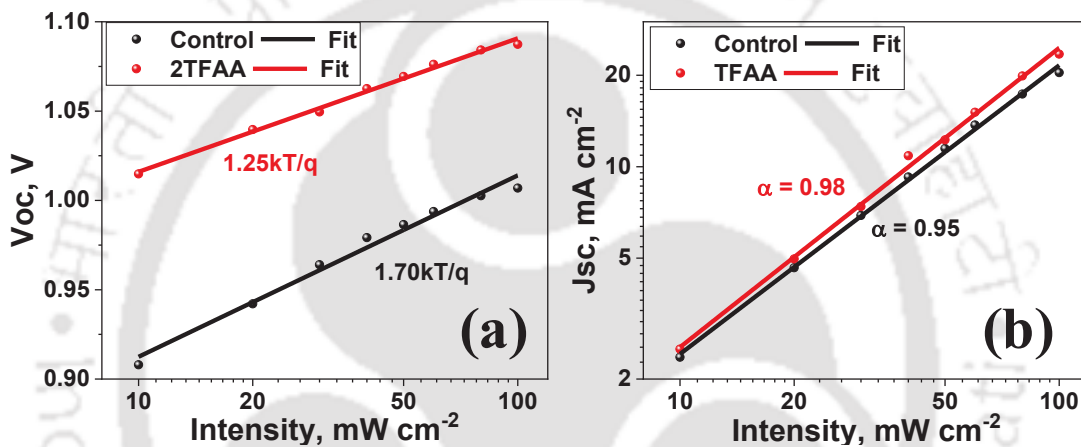 1.10
1.05
1.00
0.95
0.90
Voc, V
Control Fit
2TFAA Fit
1.25kT/q
1.70kT/q
(a)
10 20 50 100
Intensity, mW cm⁻²
20
10
5
2
Jsc, mA cm⁻²
Control Fit
TFAA Fit
α = 0.98
α = 0.95
(b)
10 20 50 100
Intensity, mW cm⁻²